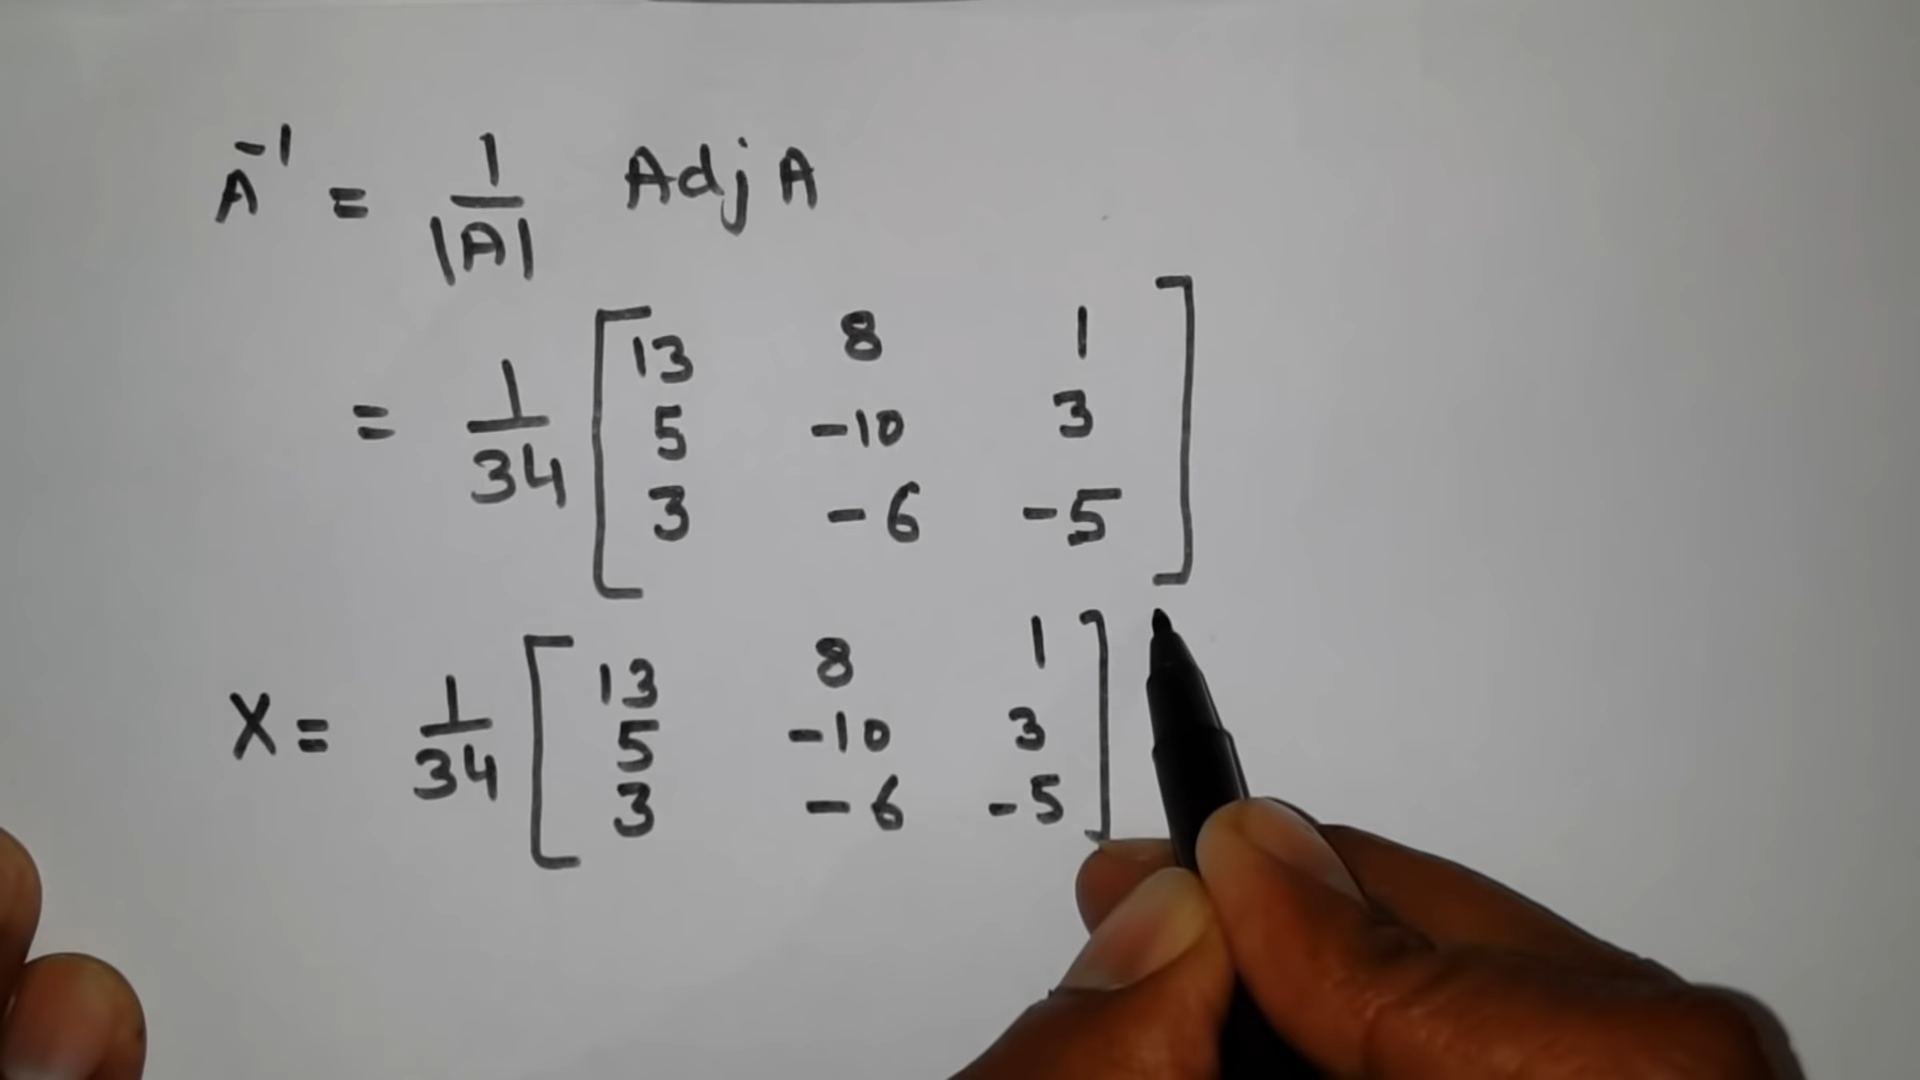 A⁻¹ = 1/|A| Adj A
= 1/34 [ 13 8 1
5 -10 3
3 -6 -5 ]
X = 1/34 [ 13 8 1
5 -10 3
3 -6 -5 ]